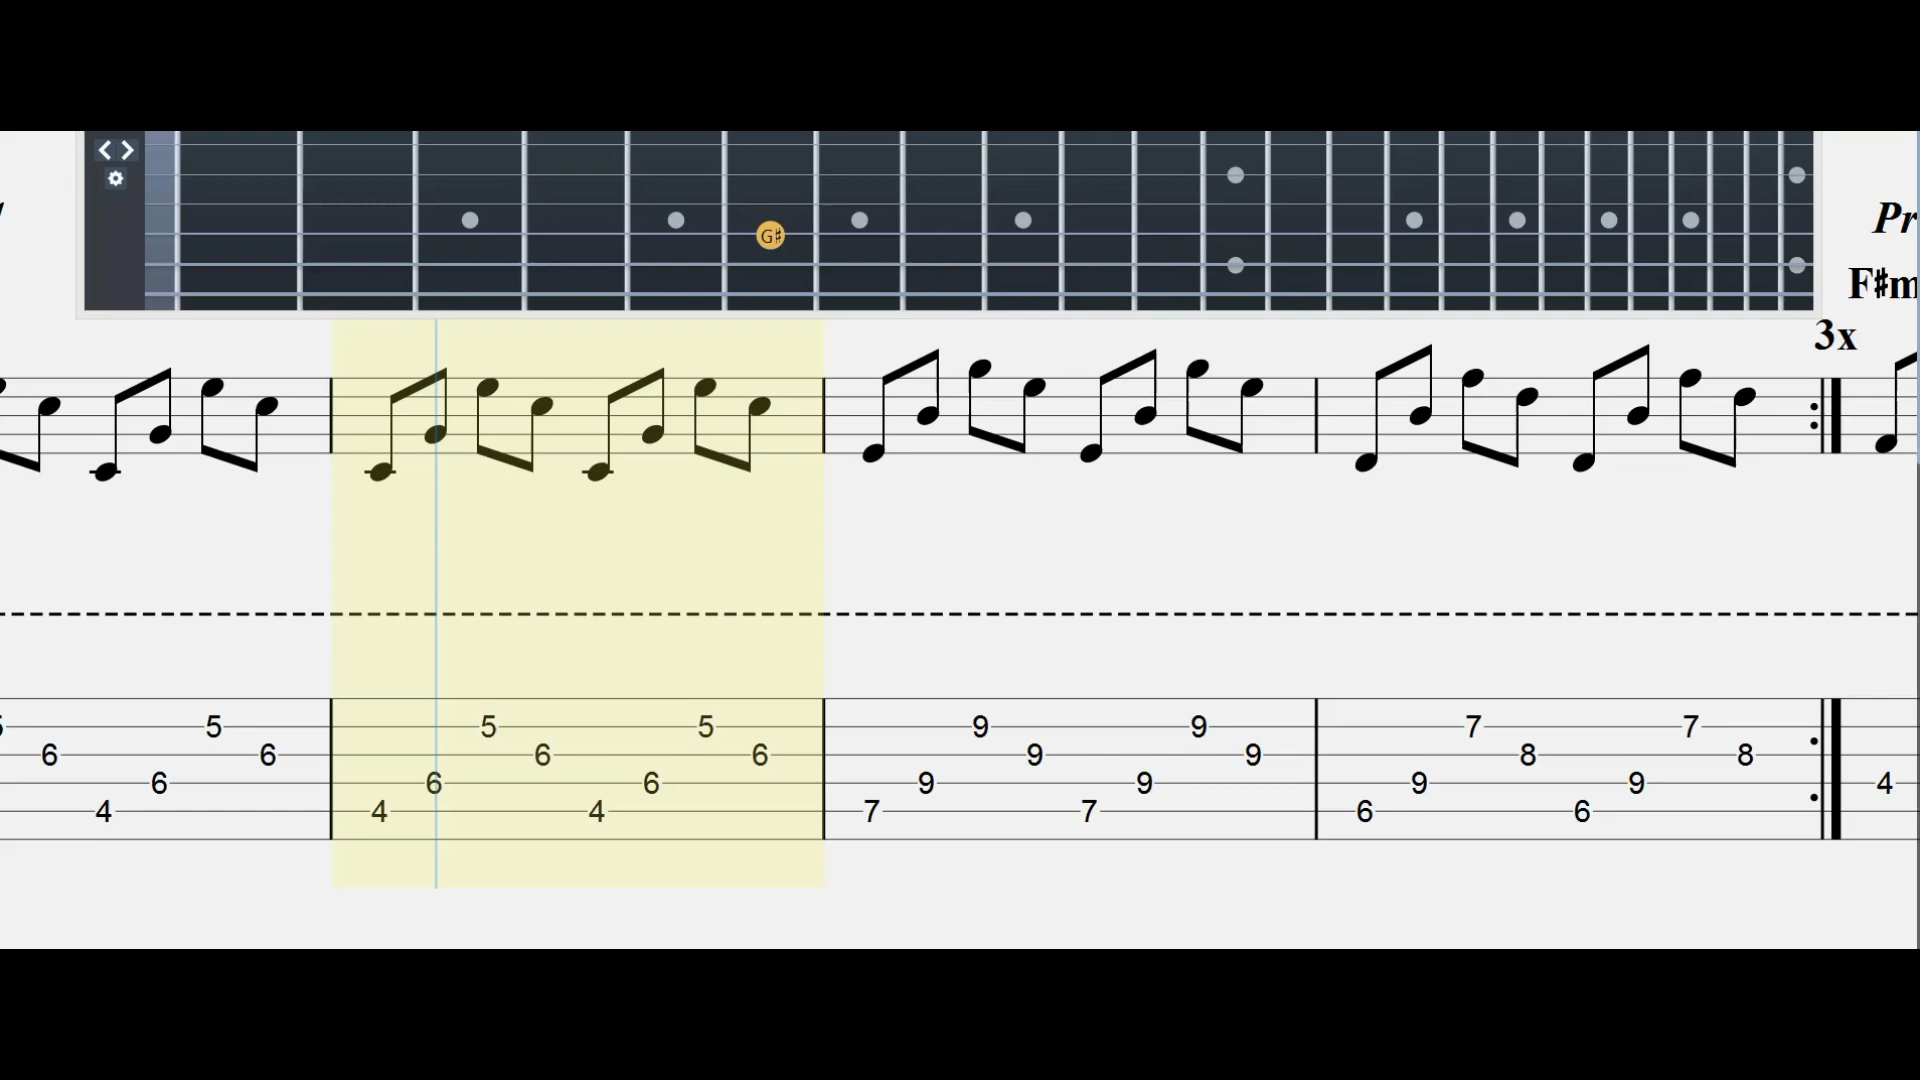 G♯
Pr
F♯m
3x
5 5 5 9 9 7 7
6 6 6 6 9 9 8 8
6 6 6 9 9 9 9 4
4 4 4 7 7 6 6